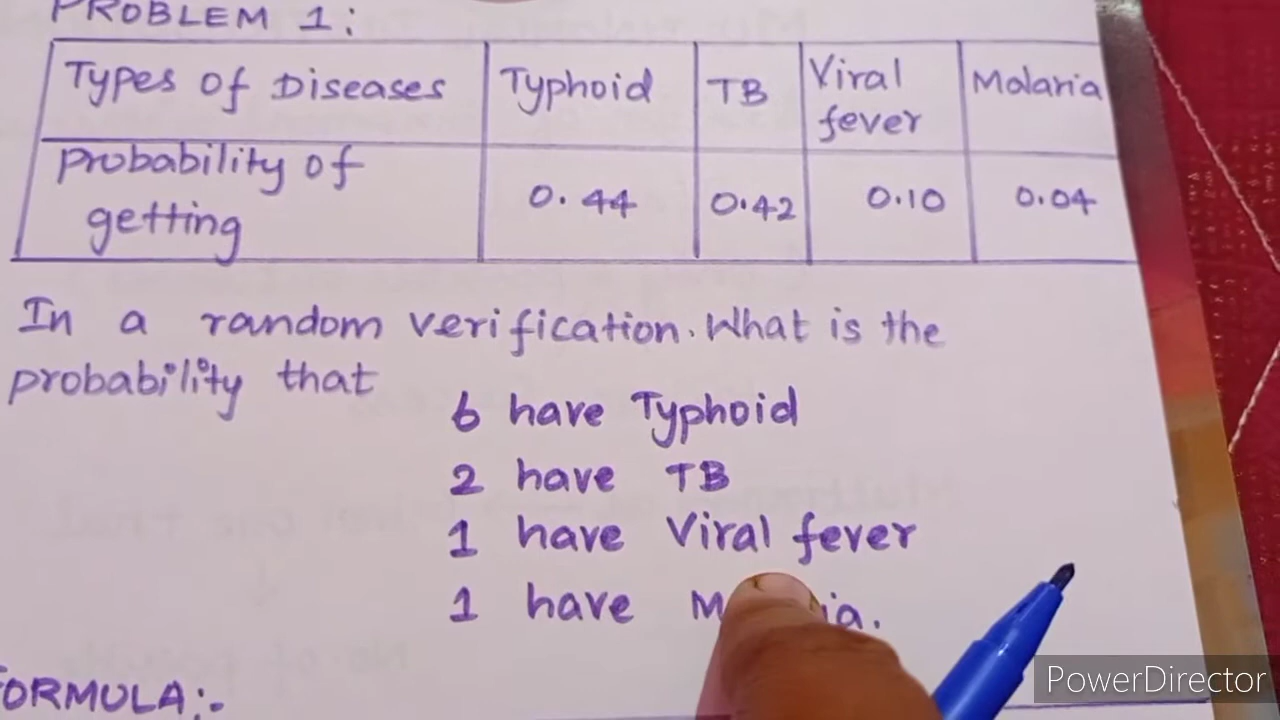 PROBLEM 1:
Types of Diseases Typhoid TB Viral fever Malaria
Probability of getting 0.44 0.42 0.10 0.04
In a random verification. What is the
probability that
6 have Typhoid
2 have TB
1 have Viral fever
1 have
FORMULA:-
PowerDirector